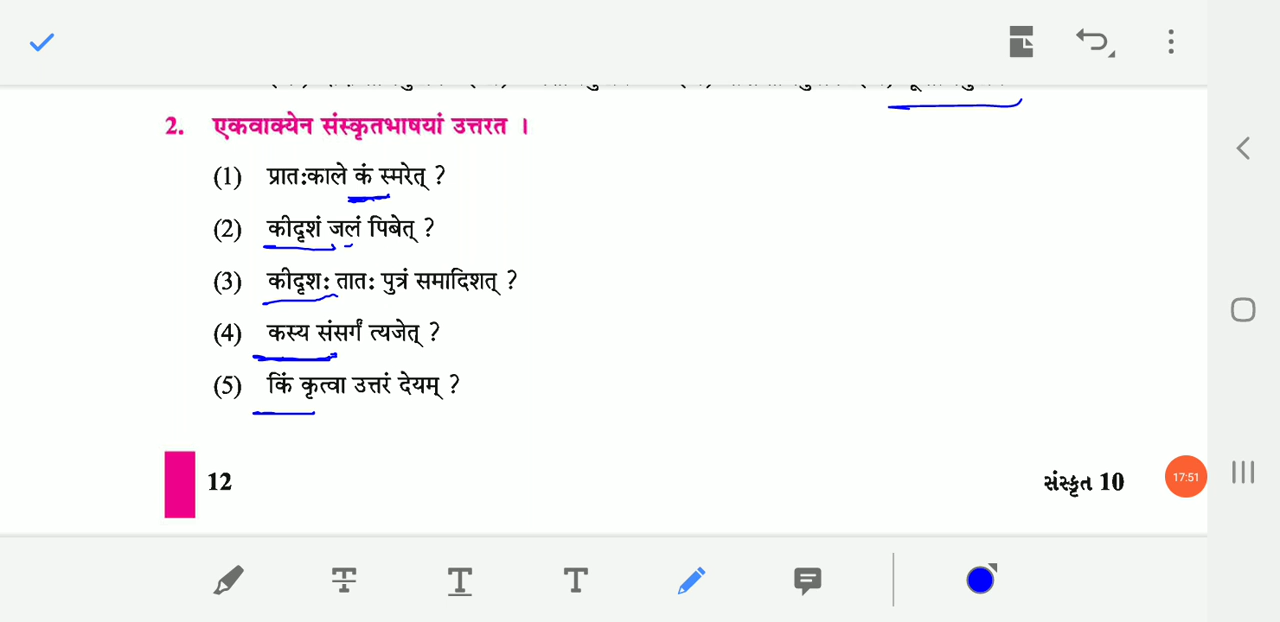 2. एकवाक्येन संस्कृतभाषयां उत्तरत ।
(1) प्रात:काले कं स्मरेत् ?
(2) कीदृशं जलं पिबेत् ?
(3) कीदृश: तात: पुत्रं समादिशत् ?
(4) कस्य संसर्गं त्यजेत् ?
(5) किं कृत्वा उत्तरं देयम् ?
12 સંસ્કૃત 10
17:51
T T T